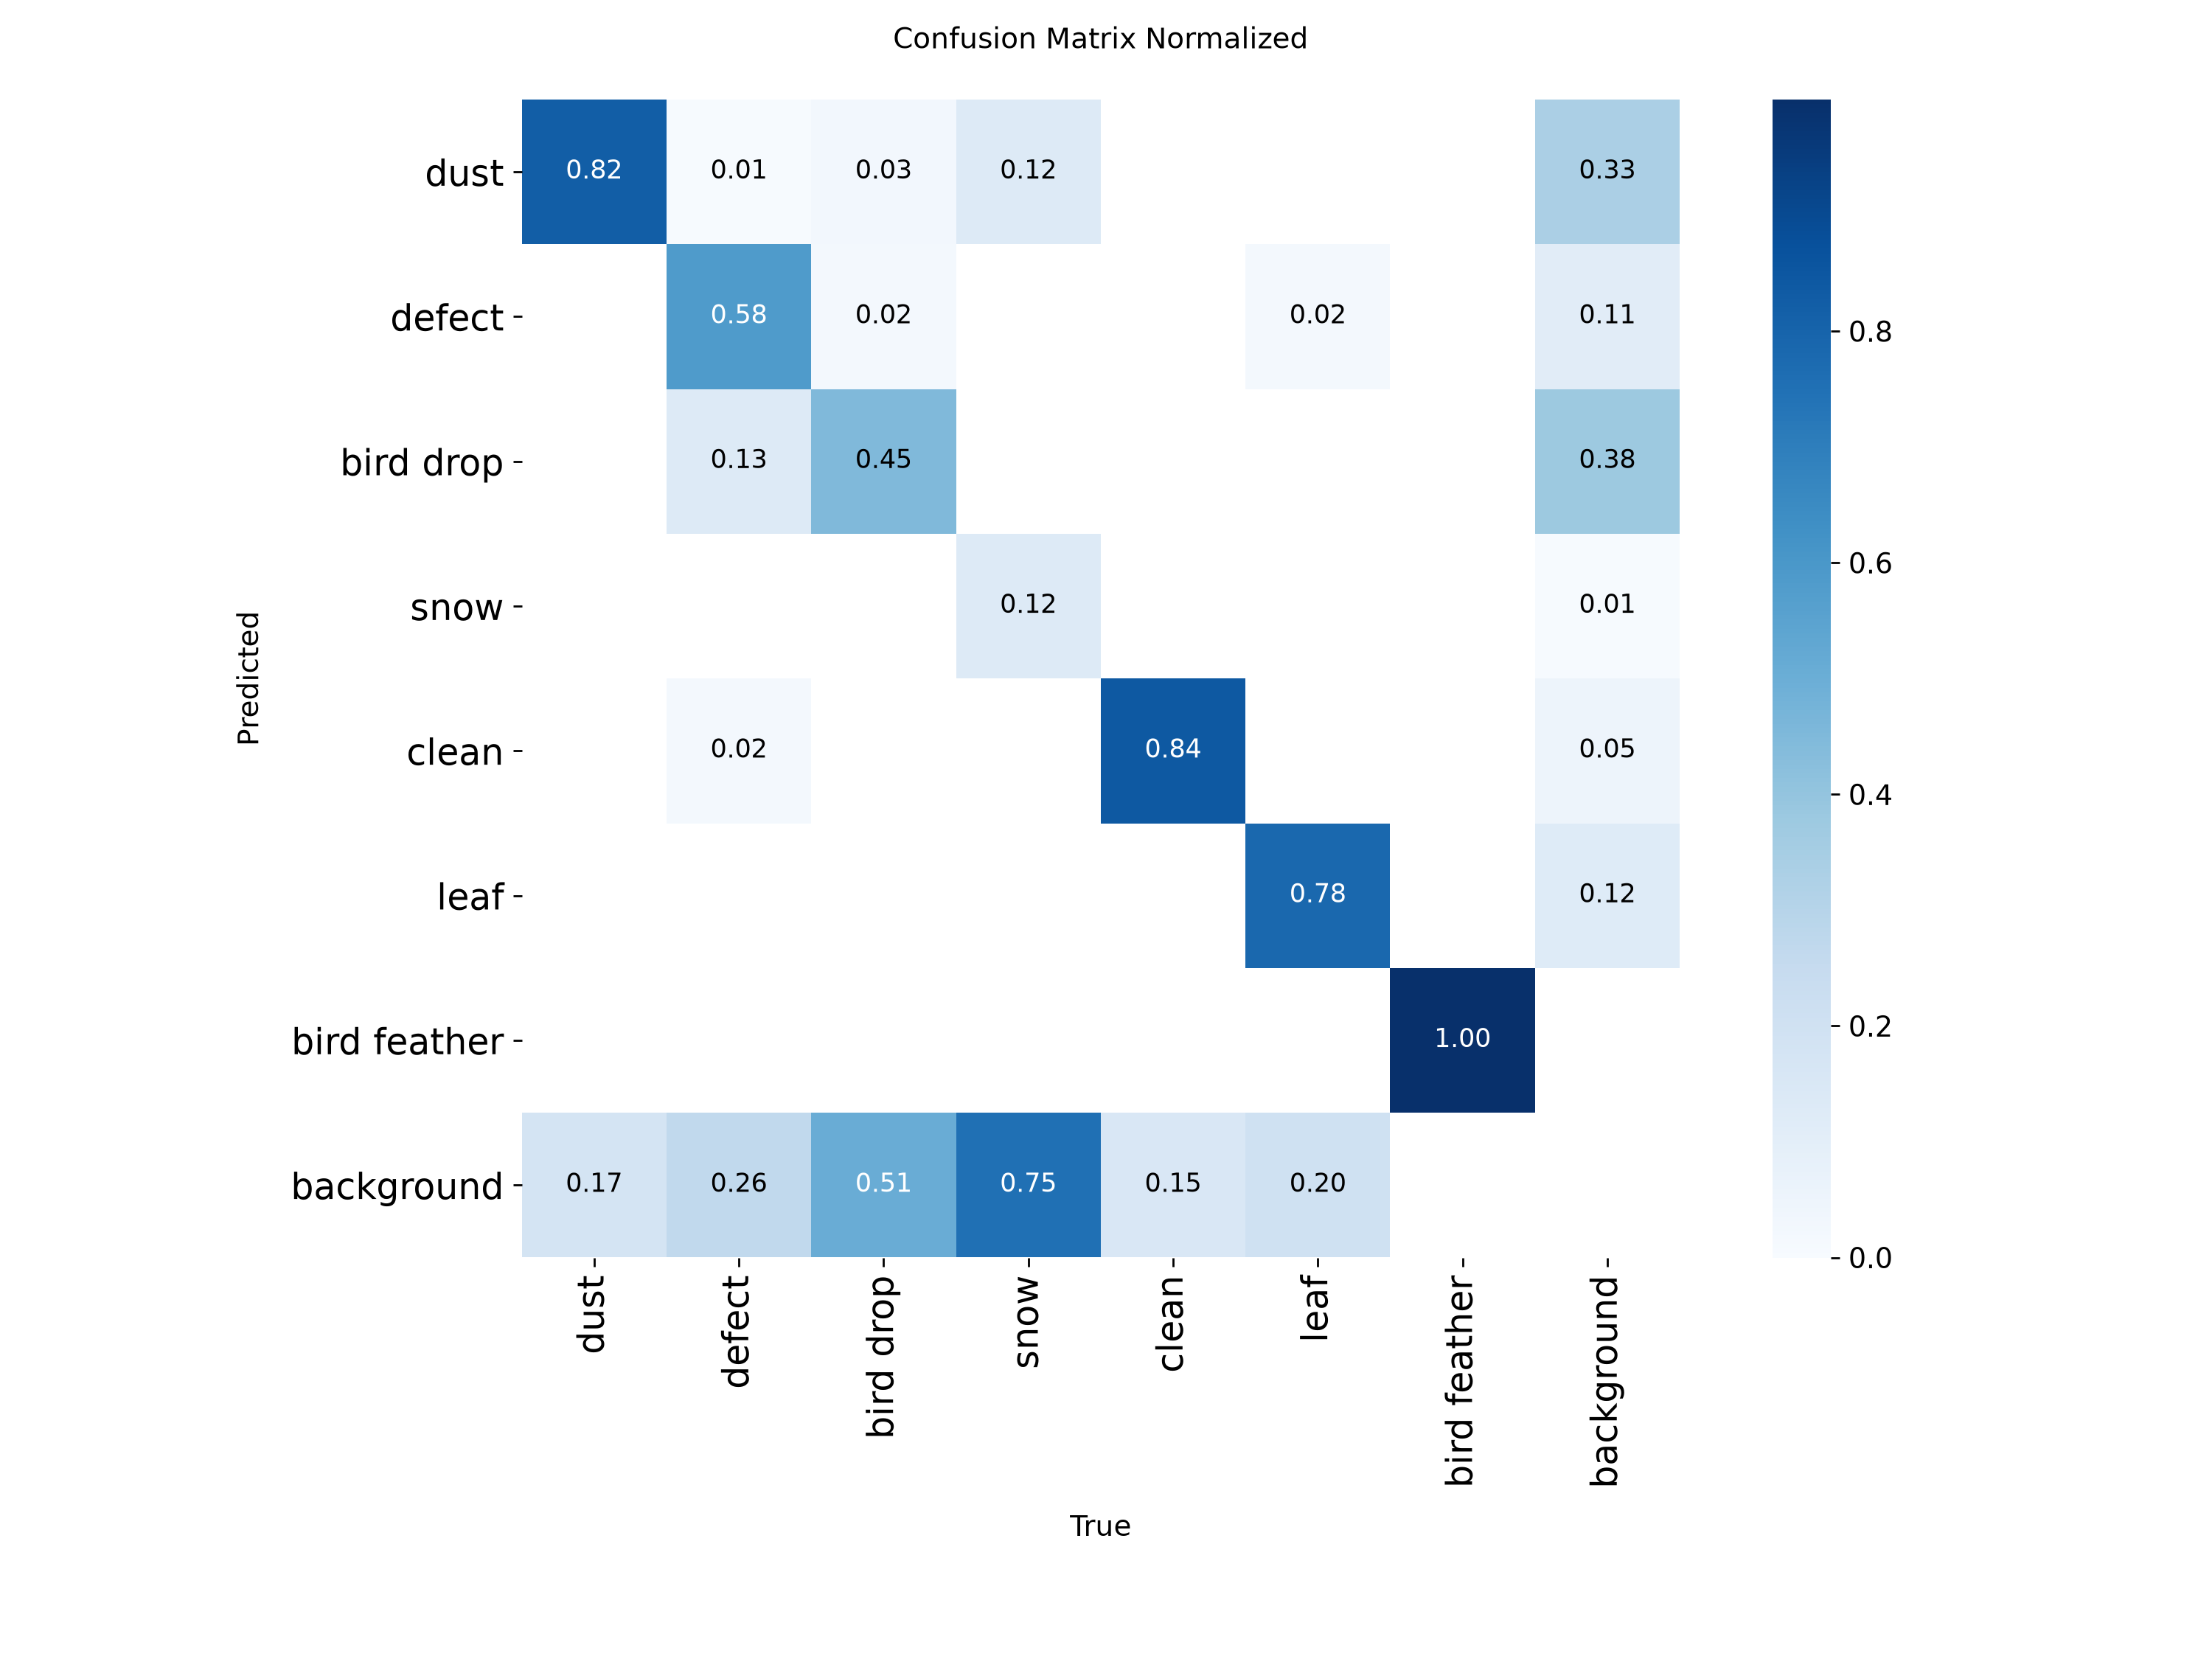 Confusion Matrix Normalized
dust 0.82 0.01 0.03 0.12 0.33
defect 0.58 0.02 0.02 0.11
bird drop 0.13 0.45 0.38
snow 0.12 0.01
clean 0.02 0.84 0.05
leaf 0.78 0.12
bird feather 1.00
background 0.17 0.26 0.51 0.75 0.15 0.20
Predicted
dust
defect
bird drop
snow
clean
leaf
bird feather
background
True
0.8
0.6
0.4
0.2
0.0